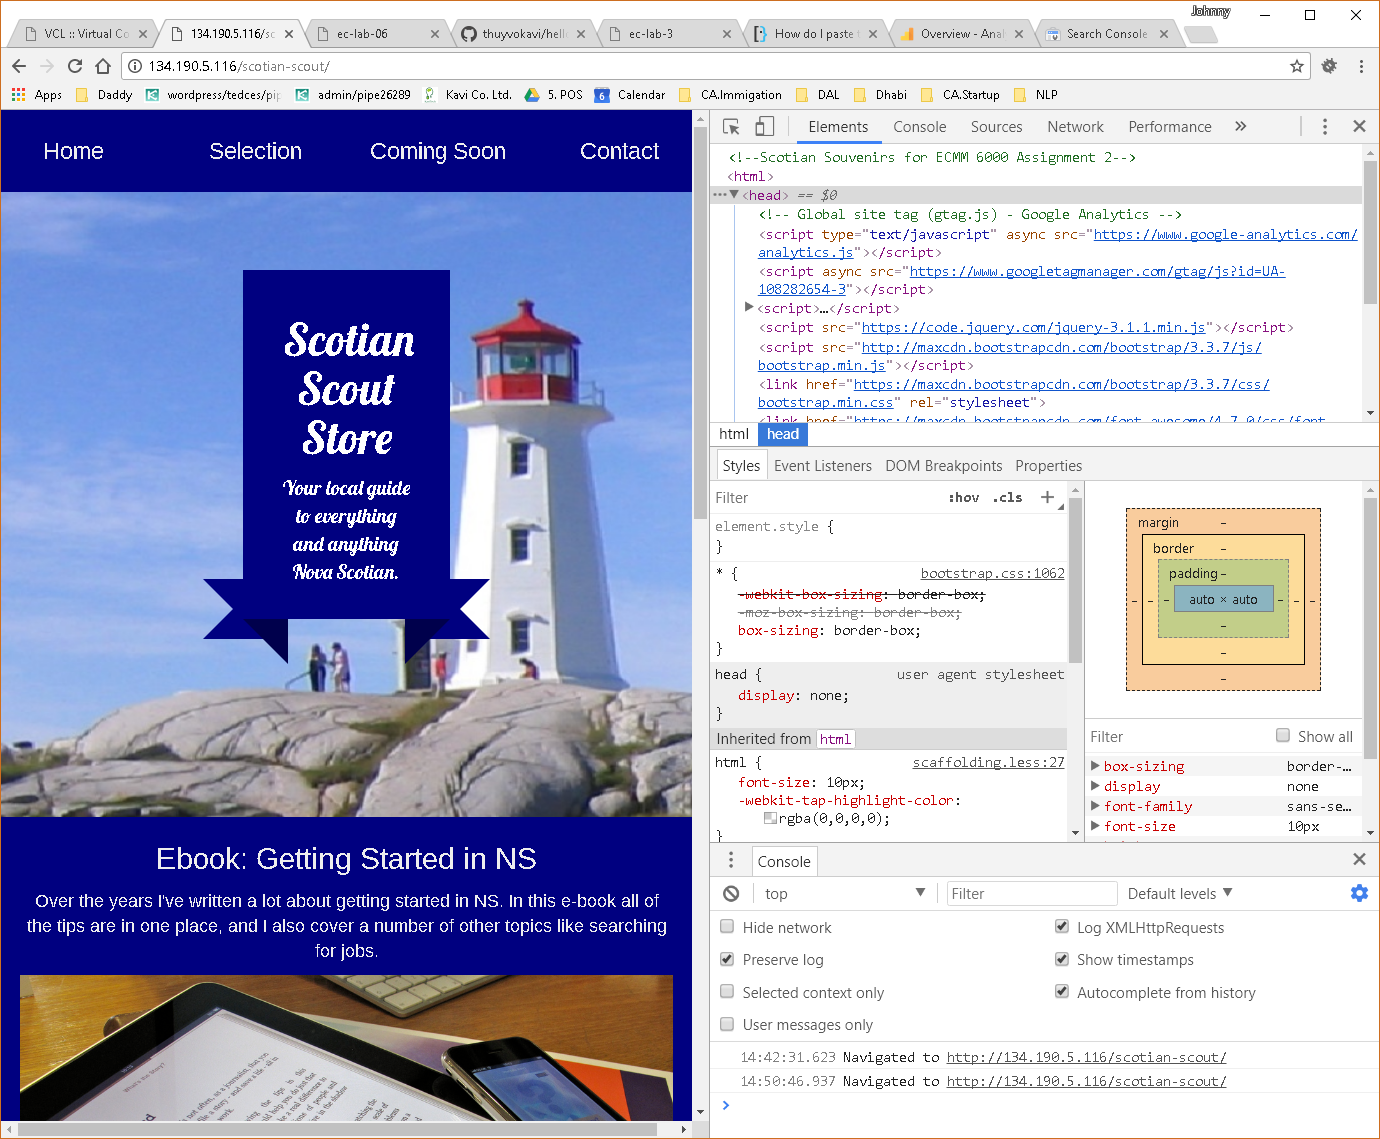 Johnny
VCL :: Virtual Co
134.190.5.116/sc
ec-lab-06
thuyvokavi/hell
ec-lab-3
How do I paste
Overview - Anal
Search Console
134.190.5.116/scotian-scout/
Apps
Daddy
wordpress/tedces/pip
admin/pipe26289
Kavi Co. Ltd.
5. POS
6
Calendar
CA.Immigation
DAL
Dhabi
CA.Startup
NLP
Home
Selection
Coming Soon
Contact
Scotian
Scout
Store
Your local guide
to everything
and anything
Nova Scotian.
Ebook: Getting Started in NS
Over the years I've written a lot about getting started in NS. In this e-book all of
the tips are in one place, and I also cover a number of other topics like searching
for jobs.
Elements
Console
Sources
Network
Performance
»
<!--Scotian Souvenirs for ECMM 6000 Assignment 2-->
<html>
···▼<head> == $0
<!-- Global site tag (gtag.js) - Google Analytics -->
<script type="text/javascript" async src="https://www.google-analytics.com/
analytics.js"></script>
<script async src="https://www.googletagmanager.com/gtag/js?id=UA-
108282654-3"></script>
▶<script>…</script>
<script src="https://code.jquery.com/jquery-3.1.1.min.js"></script>
<script src="http://maxcdn.bootstrapcdn.com/bootstrap/3.3.7/js/
bootstrap.min.js"></script>
<link href="https://maxcdn.bootstrapcdn.com/bootstrap/3.3.7/css/
bootstrap.min.css" rel="stylesheet">
<link href="https://maxcdn.bootstrapcdn.com/font-awesome/4.7.0/css/font-
html
head
Styles
Event Listeners
DOM Breakpoints
Properties
Filter
:hov
.cls
+
element.style {
}
* {
bootstrap.css:1062
-webkit-box-sizing: border-box;
-moz-box-sizing: border-box;
box-sizing: border-box;
}
head {
user agent stylesheet
display: none;
}
Inherited from html
html {
scaffolding.less:27
font-size: 10px;
-webkit-tap-highlight-color:
rgba(0,0,0,0);
}
margin
–
border
–
padding
–
– – – auto × auto – – –
–
–
–
Filter
Show all
▶box-sizing
border-…
▶display
none
▶font-family
sans-se…
▶font-size
10px
Console
top
Filter
Default levels
Hide network
Log XMLHttpRequests
Preserve log
Show timestamps
Selected context only
Autocomplete from history
User messages only
14:42:31.623 Navigated to http://134.190.5.116/scotian-scout/
14:50:46.937 Navigated to http://134.190.5.116/scotian-scout/